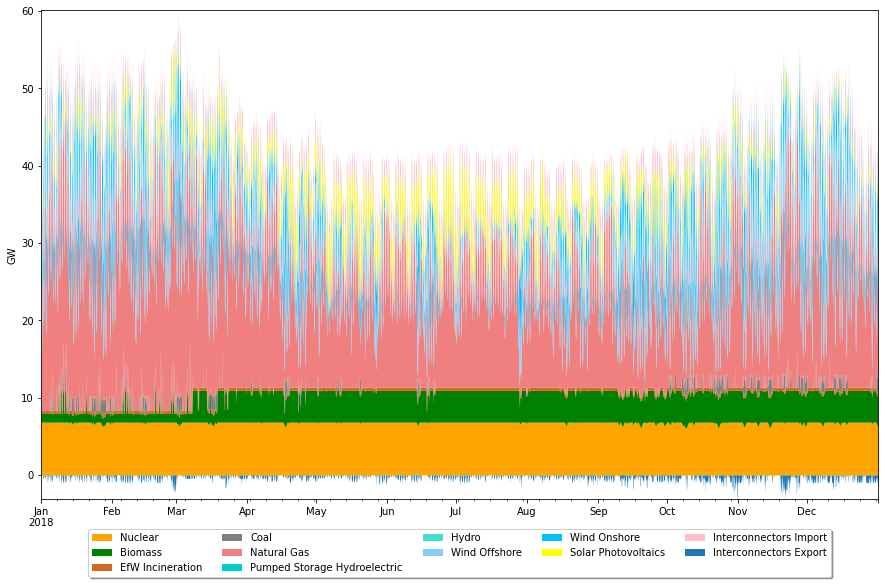 60
50
40
GW
30
20
10
0
Jan Feb Mar Apr May Jun Jul Aug Sep Oct Nov Dec
2018
Nuclear Coal Hydro Wind Onshore Interconnectors Import
Biomass Natural Gas Wind Offshore Solar Photovoltaics Interconnectors Export
EfW Incineration Pumped Storage Hydroelectric